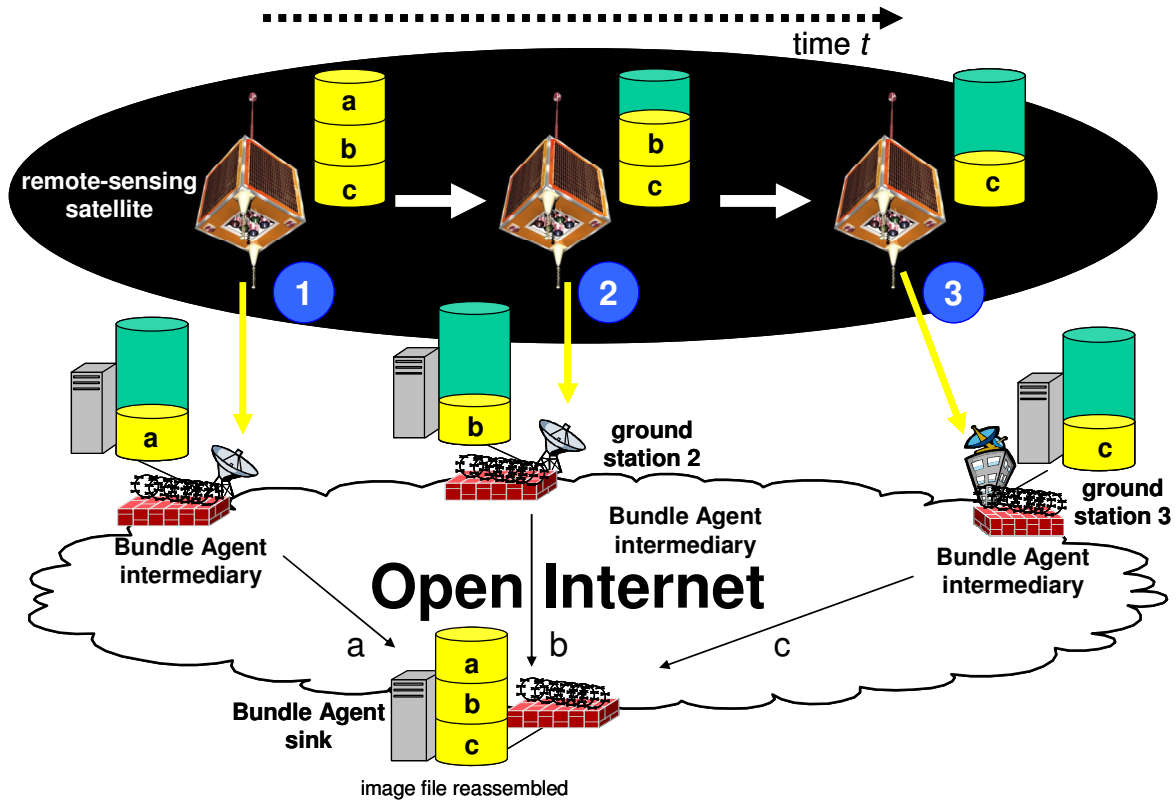 time t
a
b
c
b
c
c
remote-sensing
satellite
1
2
3
a
b
c
ground
station 2
ground
station 3
Bundle Agent
intermediary
Bundle Agent
intermediary
Bundle Agent
intermediary
Open Internet
a
b
c
a
b
c
Bundle Agent
sink
image file reassembled